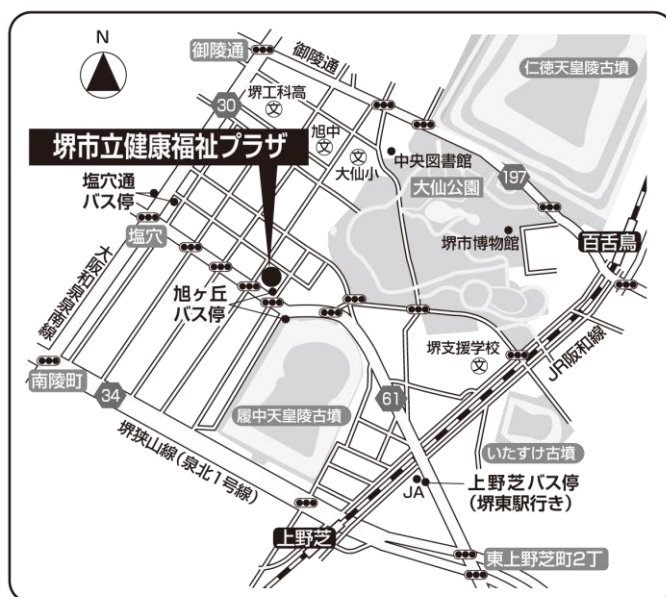 N
御陵通
御陵通
仁徳天皇陵古墳
30
堺工科高
文
旭中
文
文
大仙小
中央図書館
197
堺市立健康福祉プラザ
大仙公園
塩穴通
バス停
堺市博物館
百舌鳥
塩穴
大阪和泉泉南線
旭ヶ丘
バス停
JR阪和線
堺支援学校
文
南陵町
34
61
履中天皇陵古墳
いたすけ古墳
堺狭山線(泉北1号線)
JA
上野芝バス停
(堺東駅行き)
上野芝
東上野芝町2丁